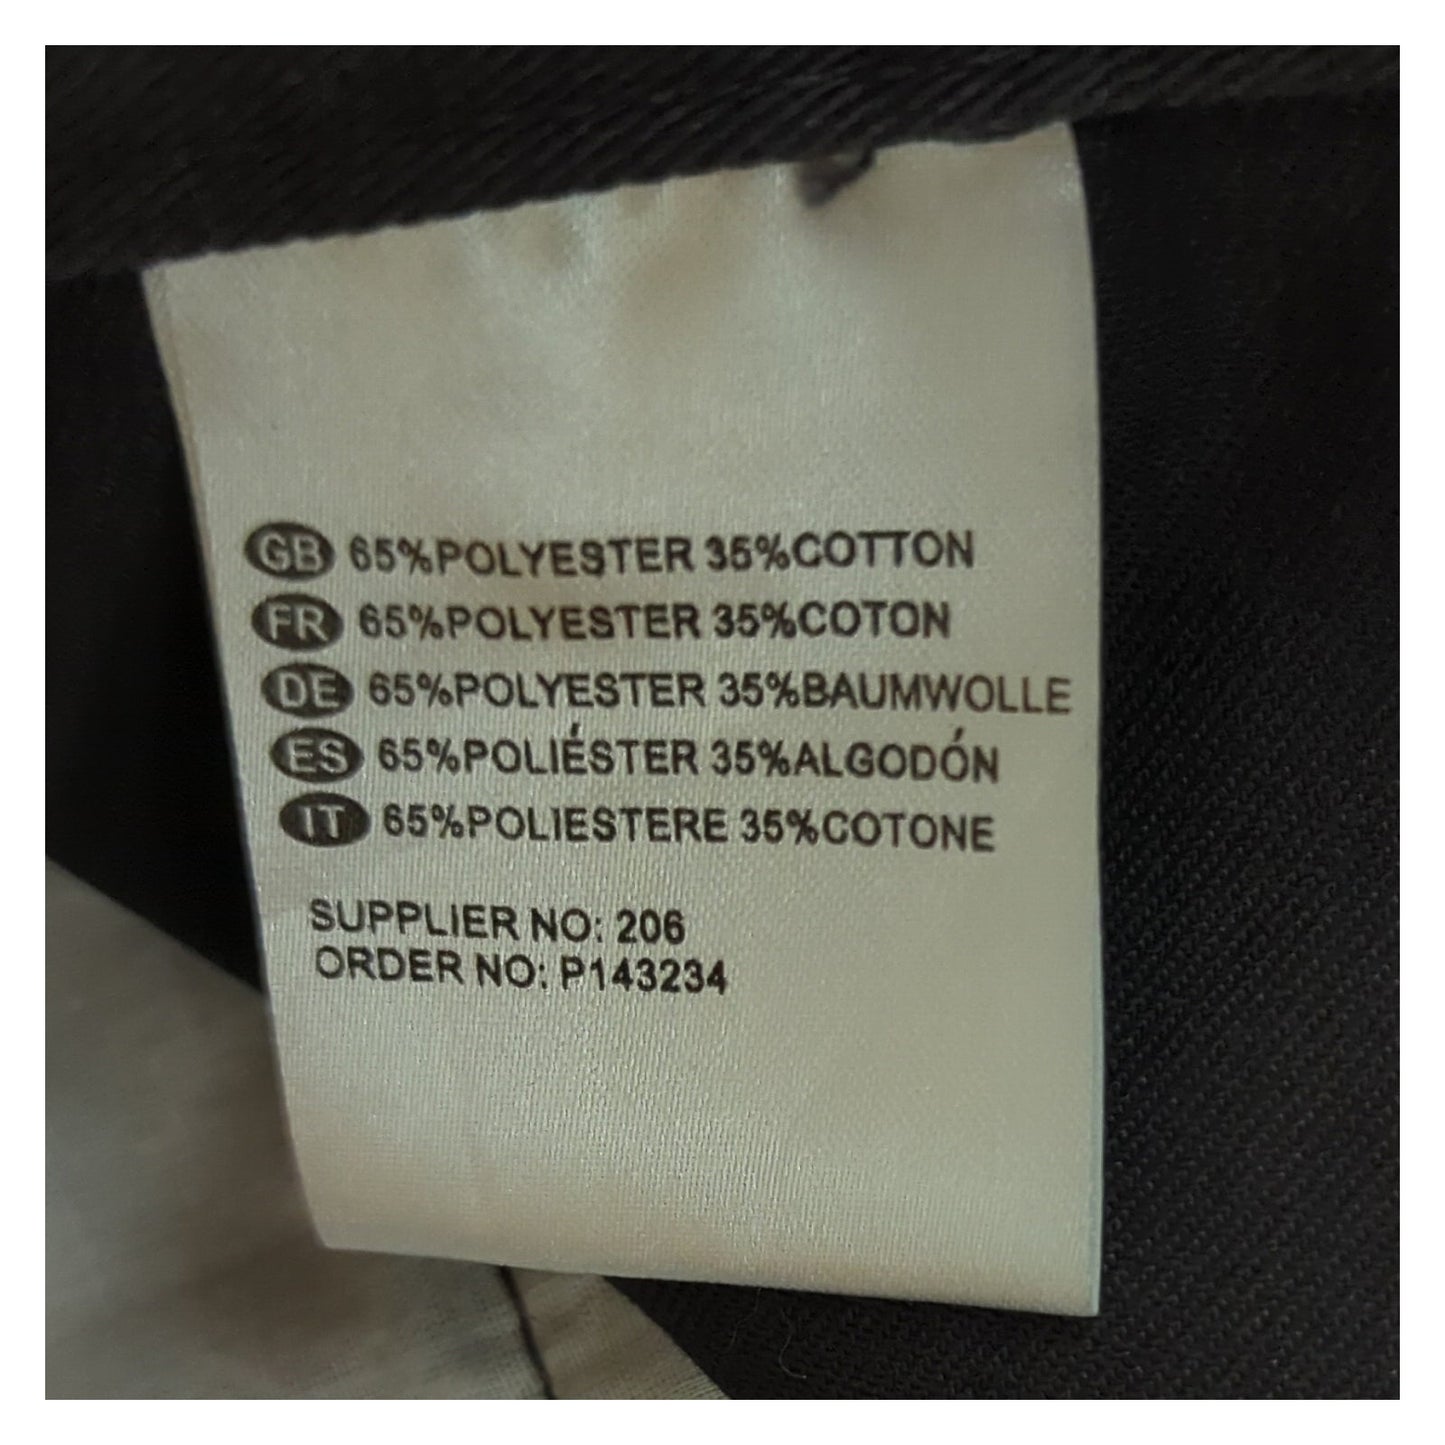 GB 65%POLYESTER 35%COTTON
FR 65%POLYESTER 35%COTON
DE 65%POLYESTER 35%BAUMWOLLE
ES 65%POLIÉSTER 35%ALGODÓN
IT 65%POLIESTERE 35%COTONE
SUPPLIER NO: 206
ORDER NO: P143234